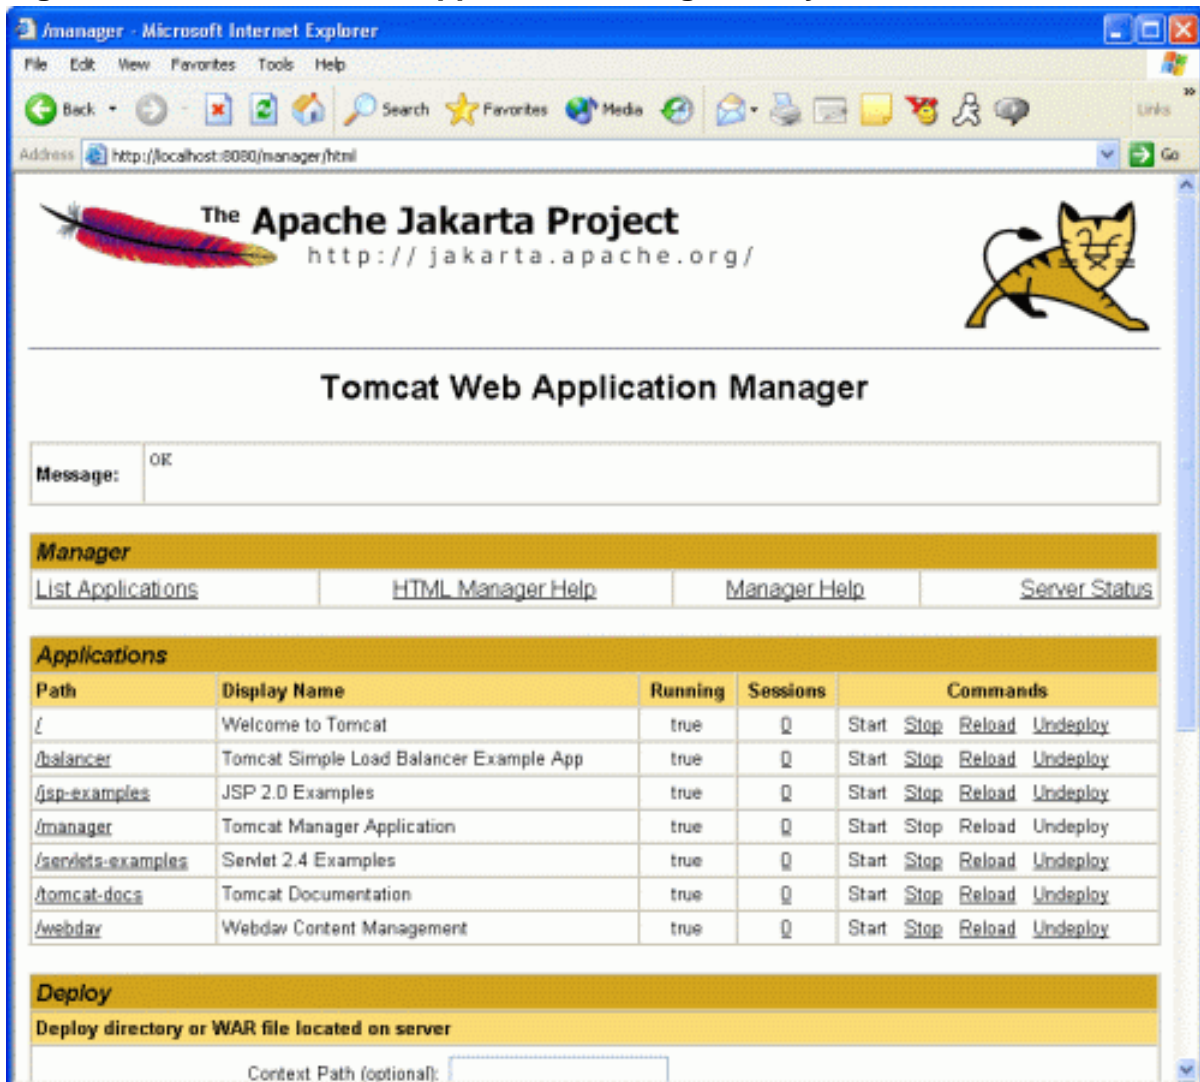 /manager - Microsoft Internet Explorer
File Edit View Favorites Tools Help
Back Search Favorites Media Links
Address http://localhost:8080/manager/html Go
The Apache Jakarta Project
http://jakarta.apache.org/
Tomcat Web Application Manager
Message: OK
Manager
List Applications HTML Manager Help Manager Help Server Status
Applications
Path Display Name Running Sessions Commands
/ Welcome to Tomcat true 0 Start Stop Reload Undeploy
/balancer Tomcat Simple Load Balancer Example App true 0 Start Stop Reload Undeploy
/jsp-examples JSP 2.0 Examples true 0 Start Stop Reload Undeploy
/manager Tomcat Manager Application true 0 Start Stop Reload Undeploy
/servlets-examples Servlet 2.4 Examples true 0 Start Stop Reload Undeploy
/tomcat-docs Tomcat Documentation true 0 Start Stop Reload Undeploy
/webdav Webdav Content Management true 0 Start Stop Reload Undeploy
Deploy
Deploy directory or WAR file located on server
Context Path (optional):